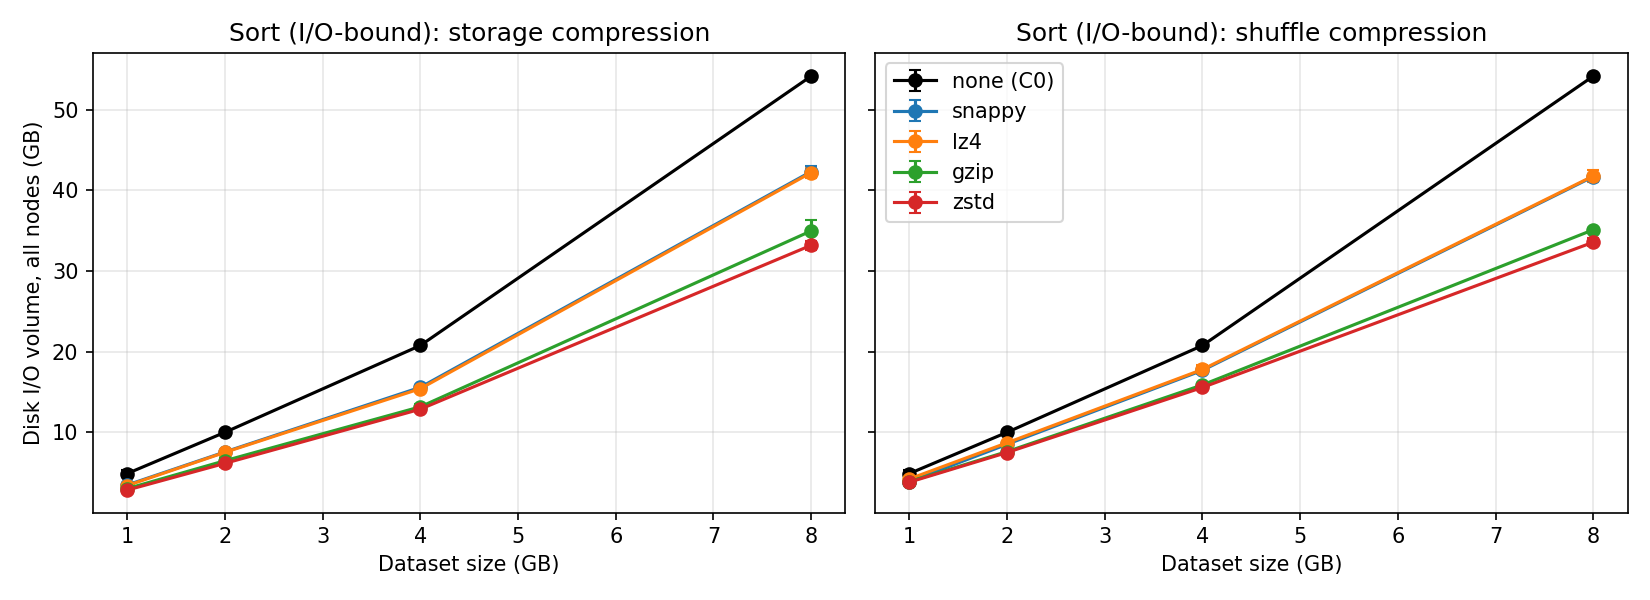 Sort (I/O-bound): storage compression
Sort (I/O-bound): shuffle compression
Disk I/O volume, all nodes (GB)
50
40
30
20
10
none (C0)
snappy
lz4
gzip
zstd
1 2 3 4 5 6 7 8
1 2 3 4 5 6 7 8
Dataset size (GB)
Dataset size (GB)